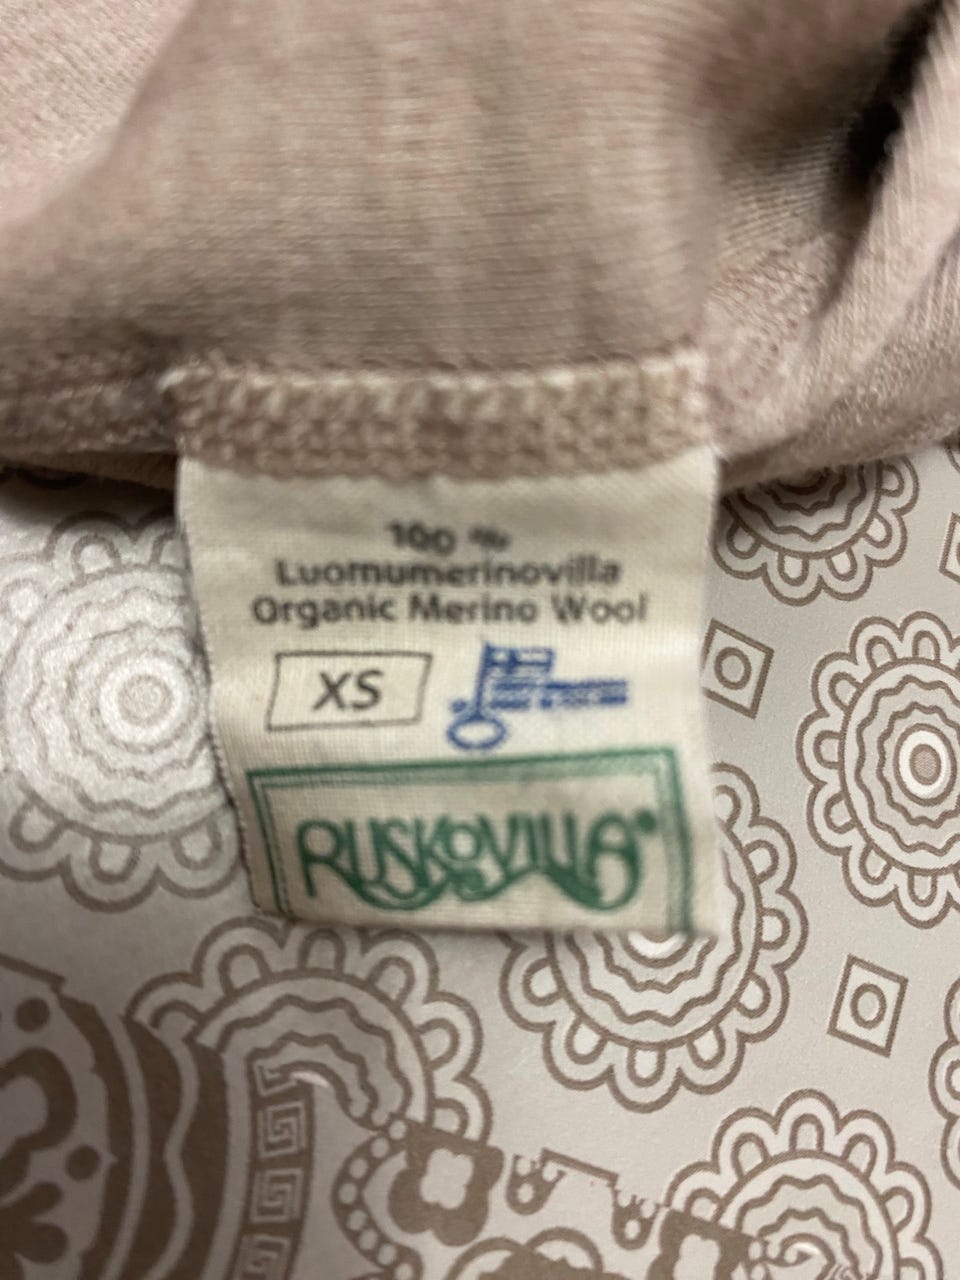 100 %
Luomumerinovilla
Organic Merino Wool
XS
RUSKOVILLA®